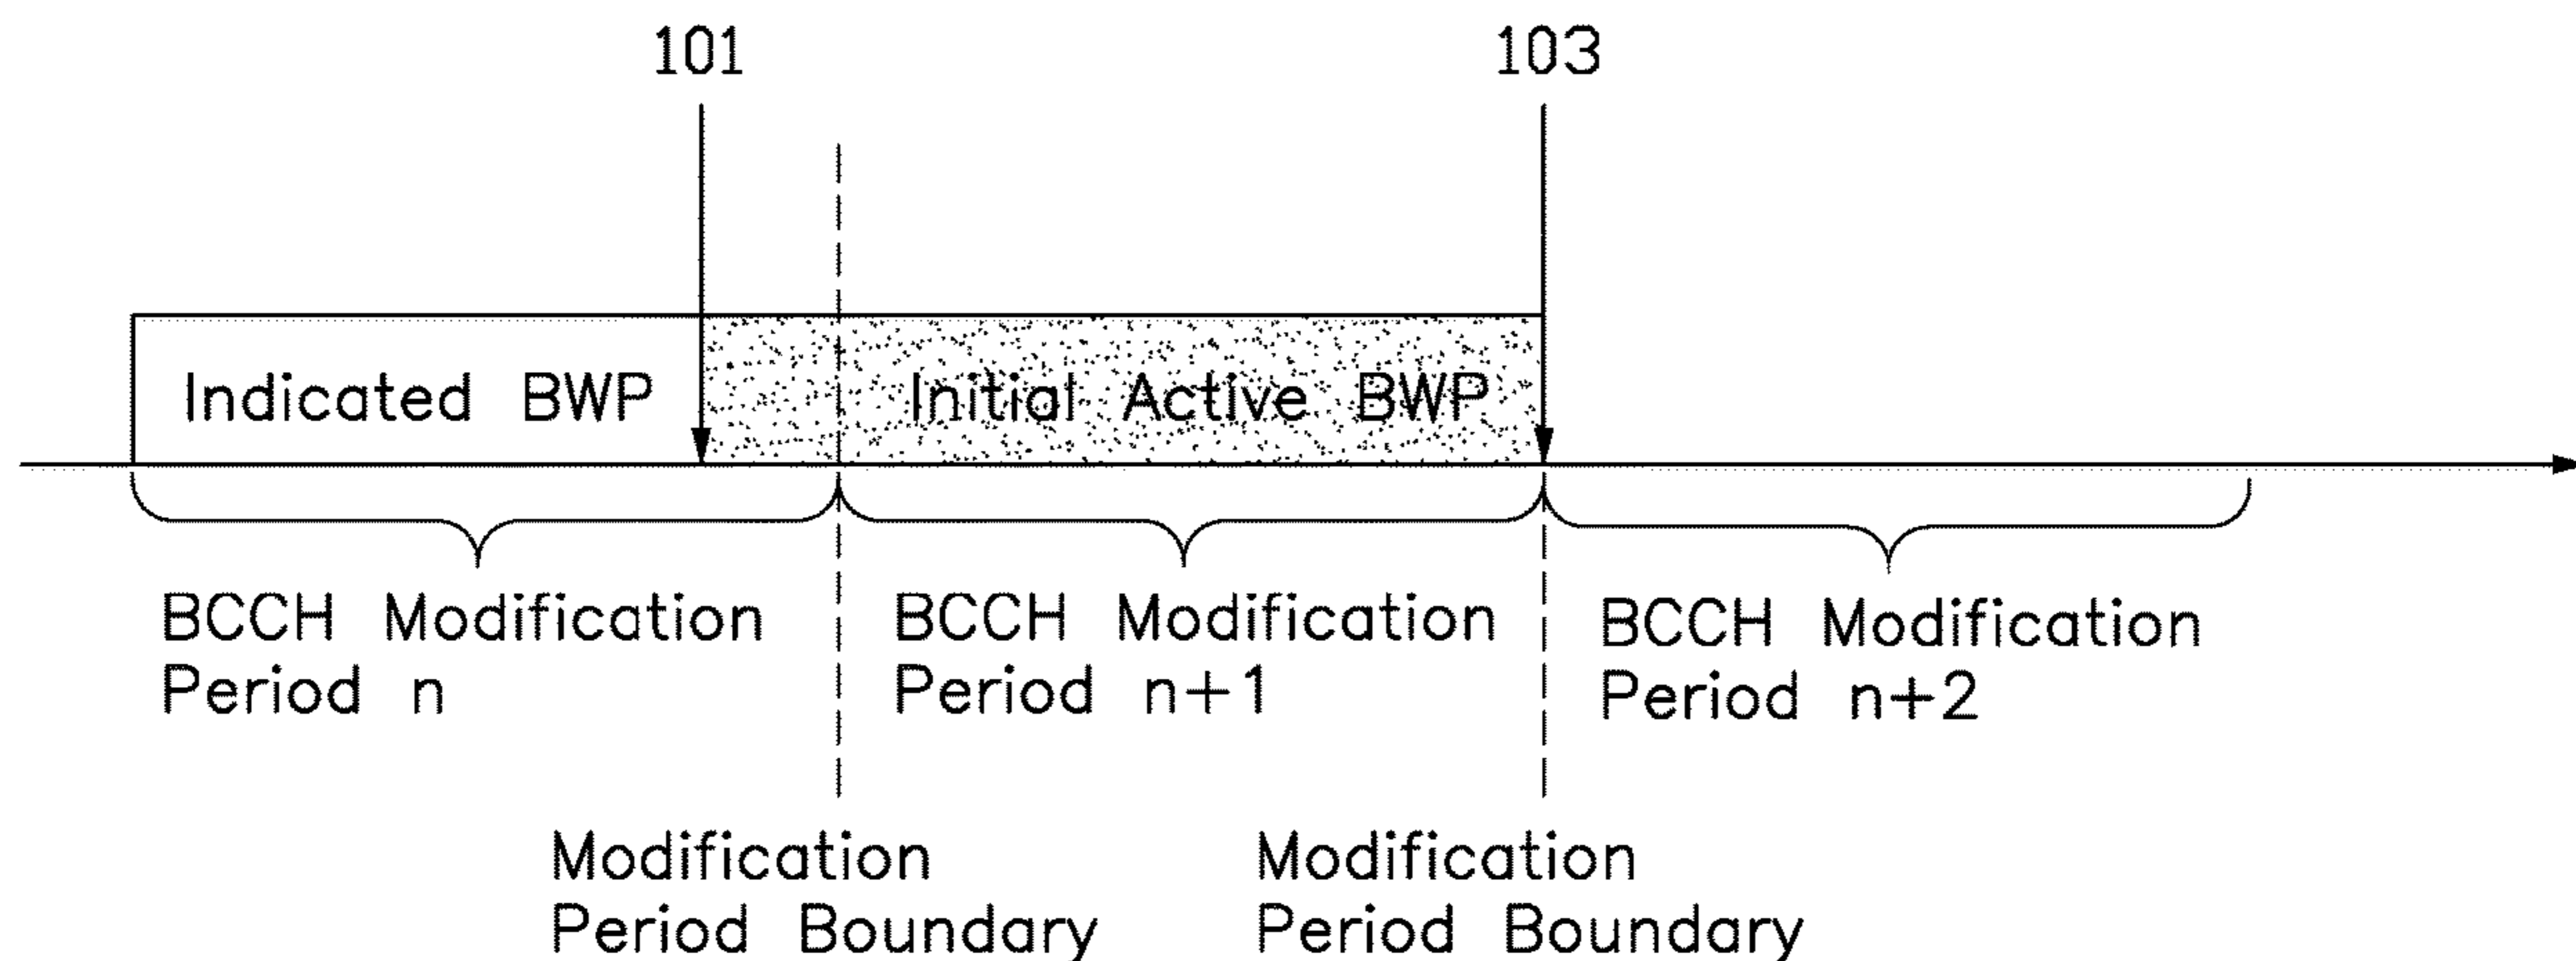 101
103
Indicated BWP
Initial Active BWP
BCCH Modification
Period n
BCCH Modification
Period n+1
BCCH Modification
Period n+2
Modification
Period Boundary
Modification
Period Boundary